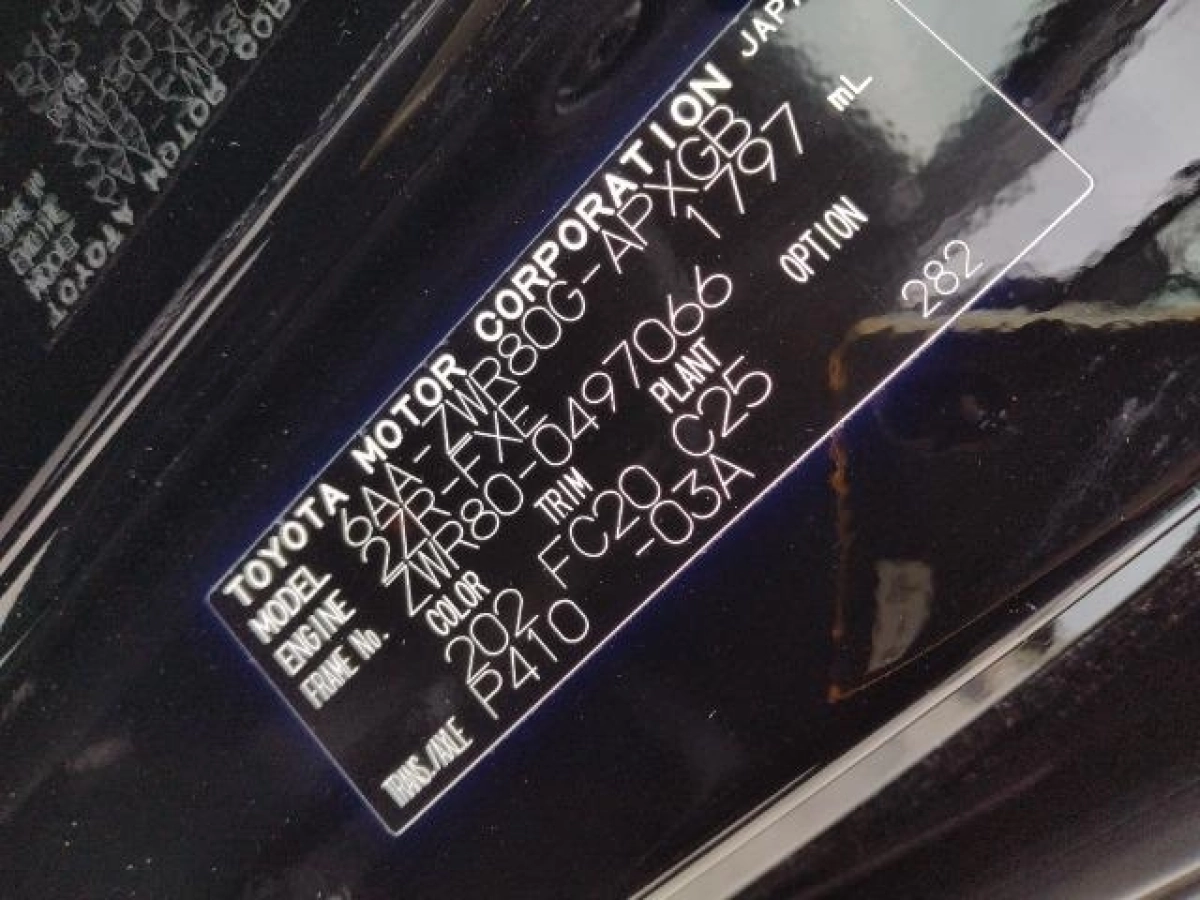 TOYOTA MOTOR CORPORATION JAPAN
MODEL 6AA-ZWR80G-APXGB
ENGINE 2ZR-FXE 1797 mL
FRAME No. ZWR80-0497066
COLOR TRIM PLANT OPTION
202 FC20 C25 282
TRANS./AXLE P410 -03A